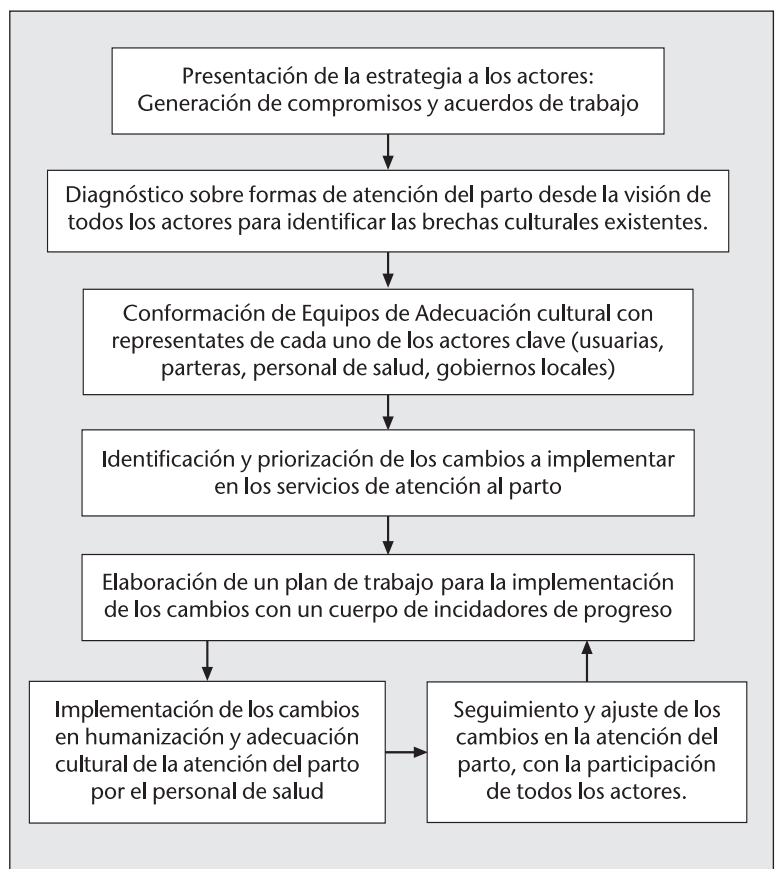 Presentación de la estrategia a los actores:
Generación de compromisos y acuerdos de trabajo
Diagnóstico sobre formas de atención del parto desde la visión de
todos los actores para identificar las brechas culturales existentes.
Conformación de Equipos de Adecuación cultural con
representates de cada uno de los actores clave (usuarias,
parteras, personal de salud, gobiernos locales)
Identificación y priorización de los cambios a implementar
en los servicios de atención al parto
Elaboración de un plan de trabajo para la implementación
de los cambios con un cuerpo de incidadores de progreso
Implementación de los cambios
en humanización y adecuación
cultural de la atención del parto
por el personal de salud
Seguimiento y ajuste de los
cambios en la atención del
parto, con la participación
de todos los actores.